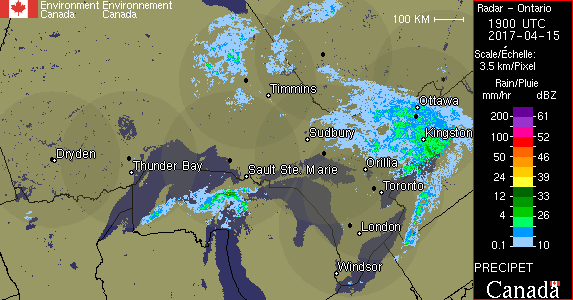 Environment Environnement
Canada Canada
100 KM
Timmins
Ottawa
Sudbury
Kingston
Dryden
Thunder Bay
Sault Ste. Marie
Orillia
Toronto
London
Windsor
Radar - Ontario
1900 UTC
2017-04-15
Scale/Échelle:
3.5 km/Pixel
Rain/Pluie
mm/hr dBZ
200 61
100 52
50 46
24 39
12 33
4 26
0.1 10
PRECIPET
Canada